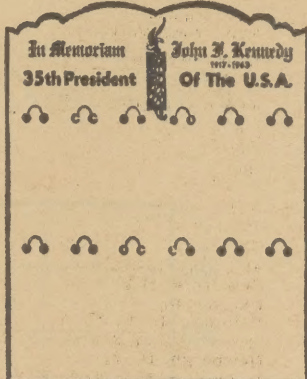 In Memoriam John F. Kennedy
1917-1963
35th President Of The U.S.A.